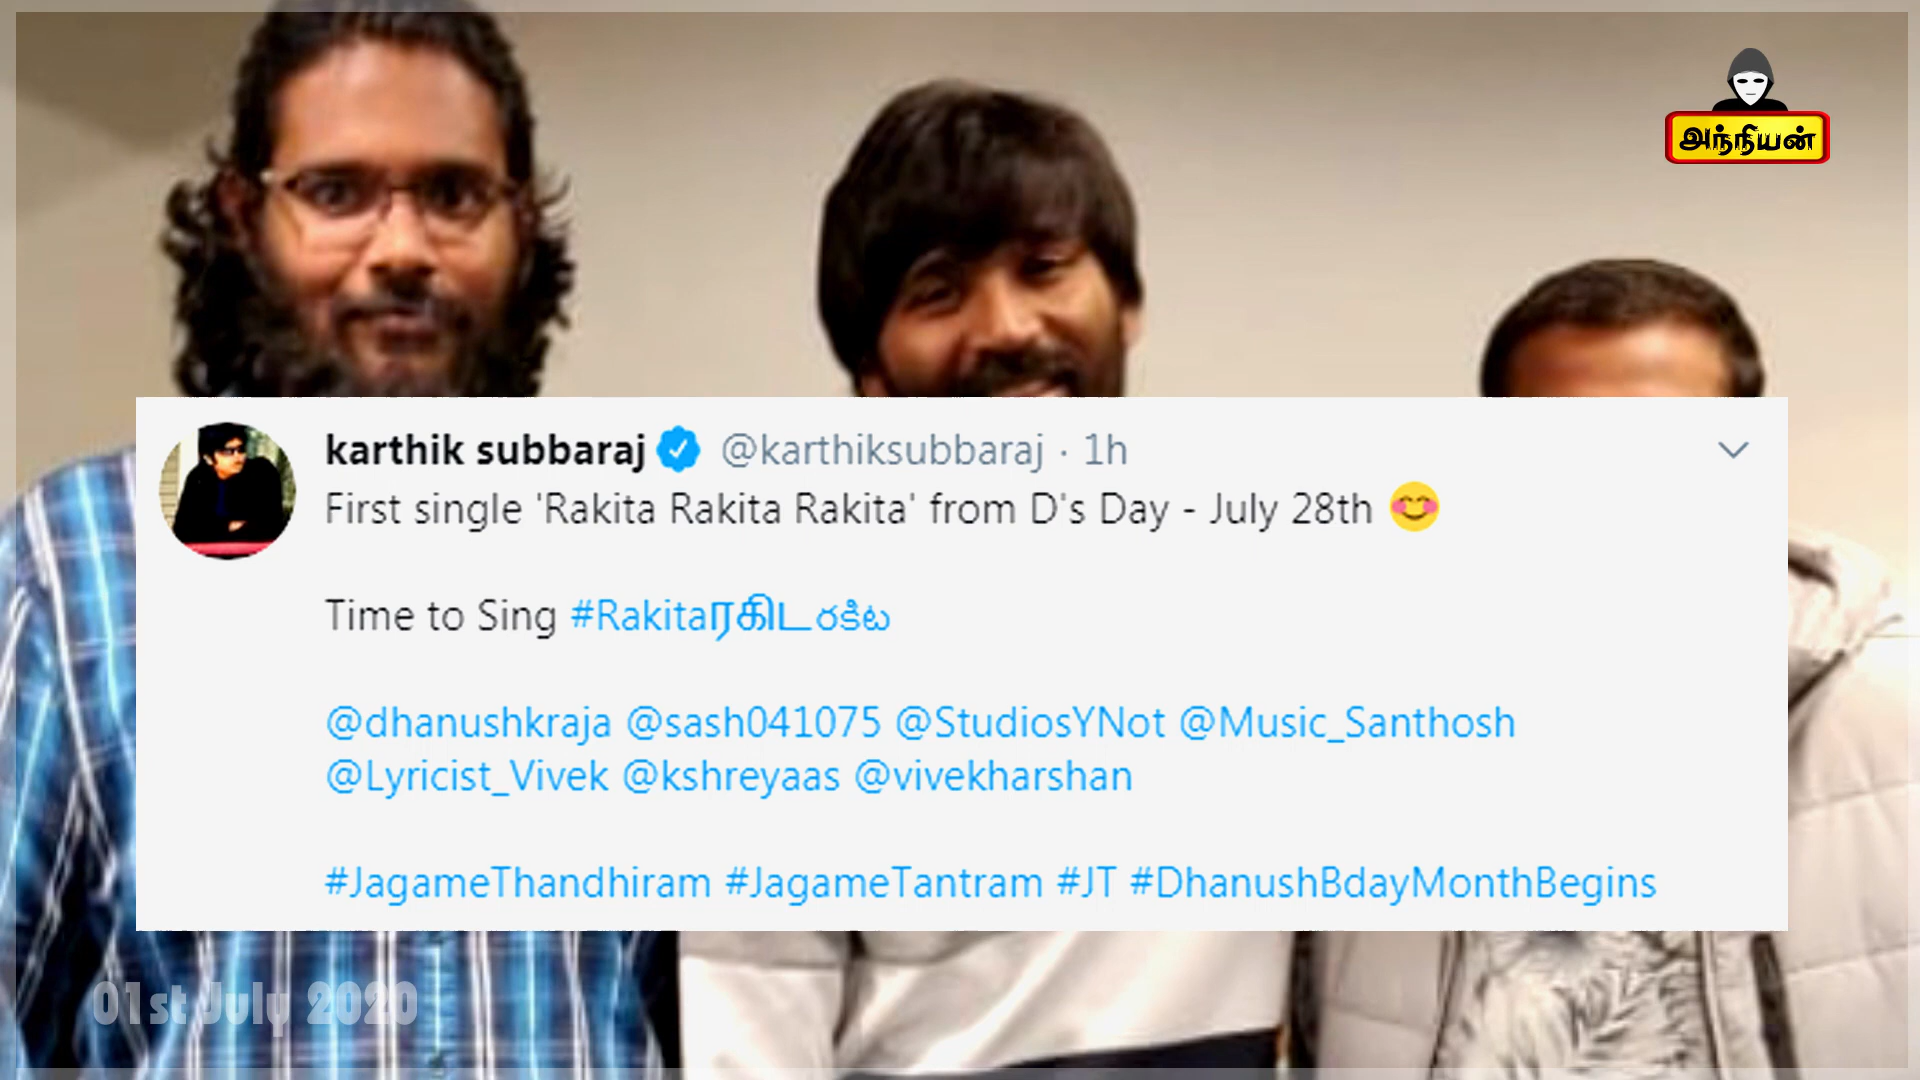 அந்நியன்
karthik subbaraj @karthiksubbaraj · 1h
First single 'Rakita Rakita Rakita' from D's Day - July 28th 😊
Time to Sing #Rakitaரகிடరకిట
@dhanushkraja @sash041075 @StudiosYNot @Music_Santhosh
@Lyricist_Vivek @kshreyaas @vivekharshan
#JagameThandhiram #JagameTantram #JT #DhanushBdayMonthBegins
01st July 2020